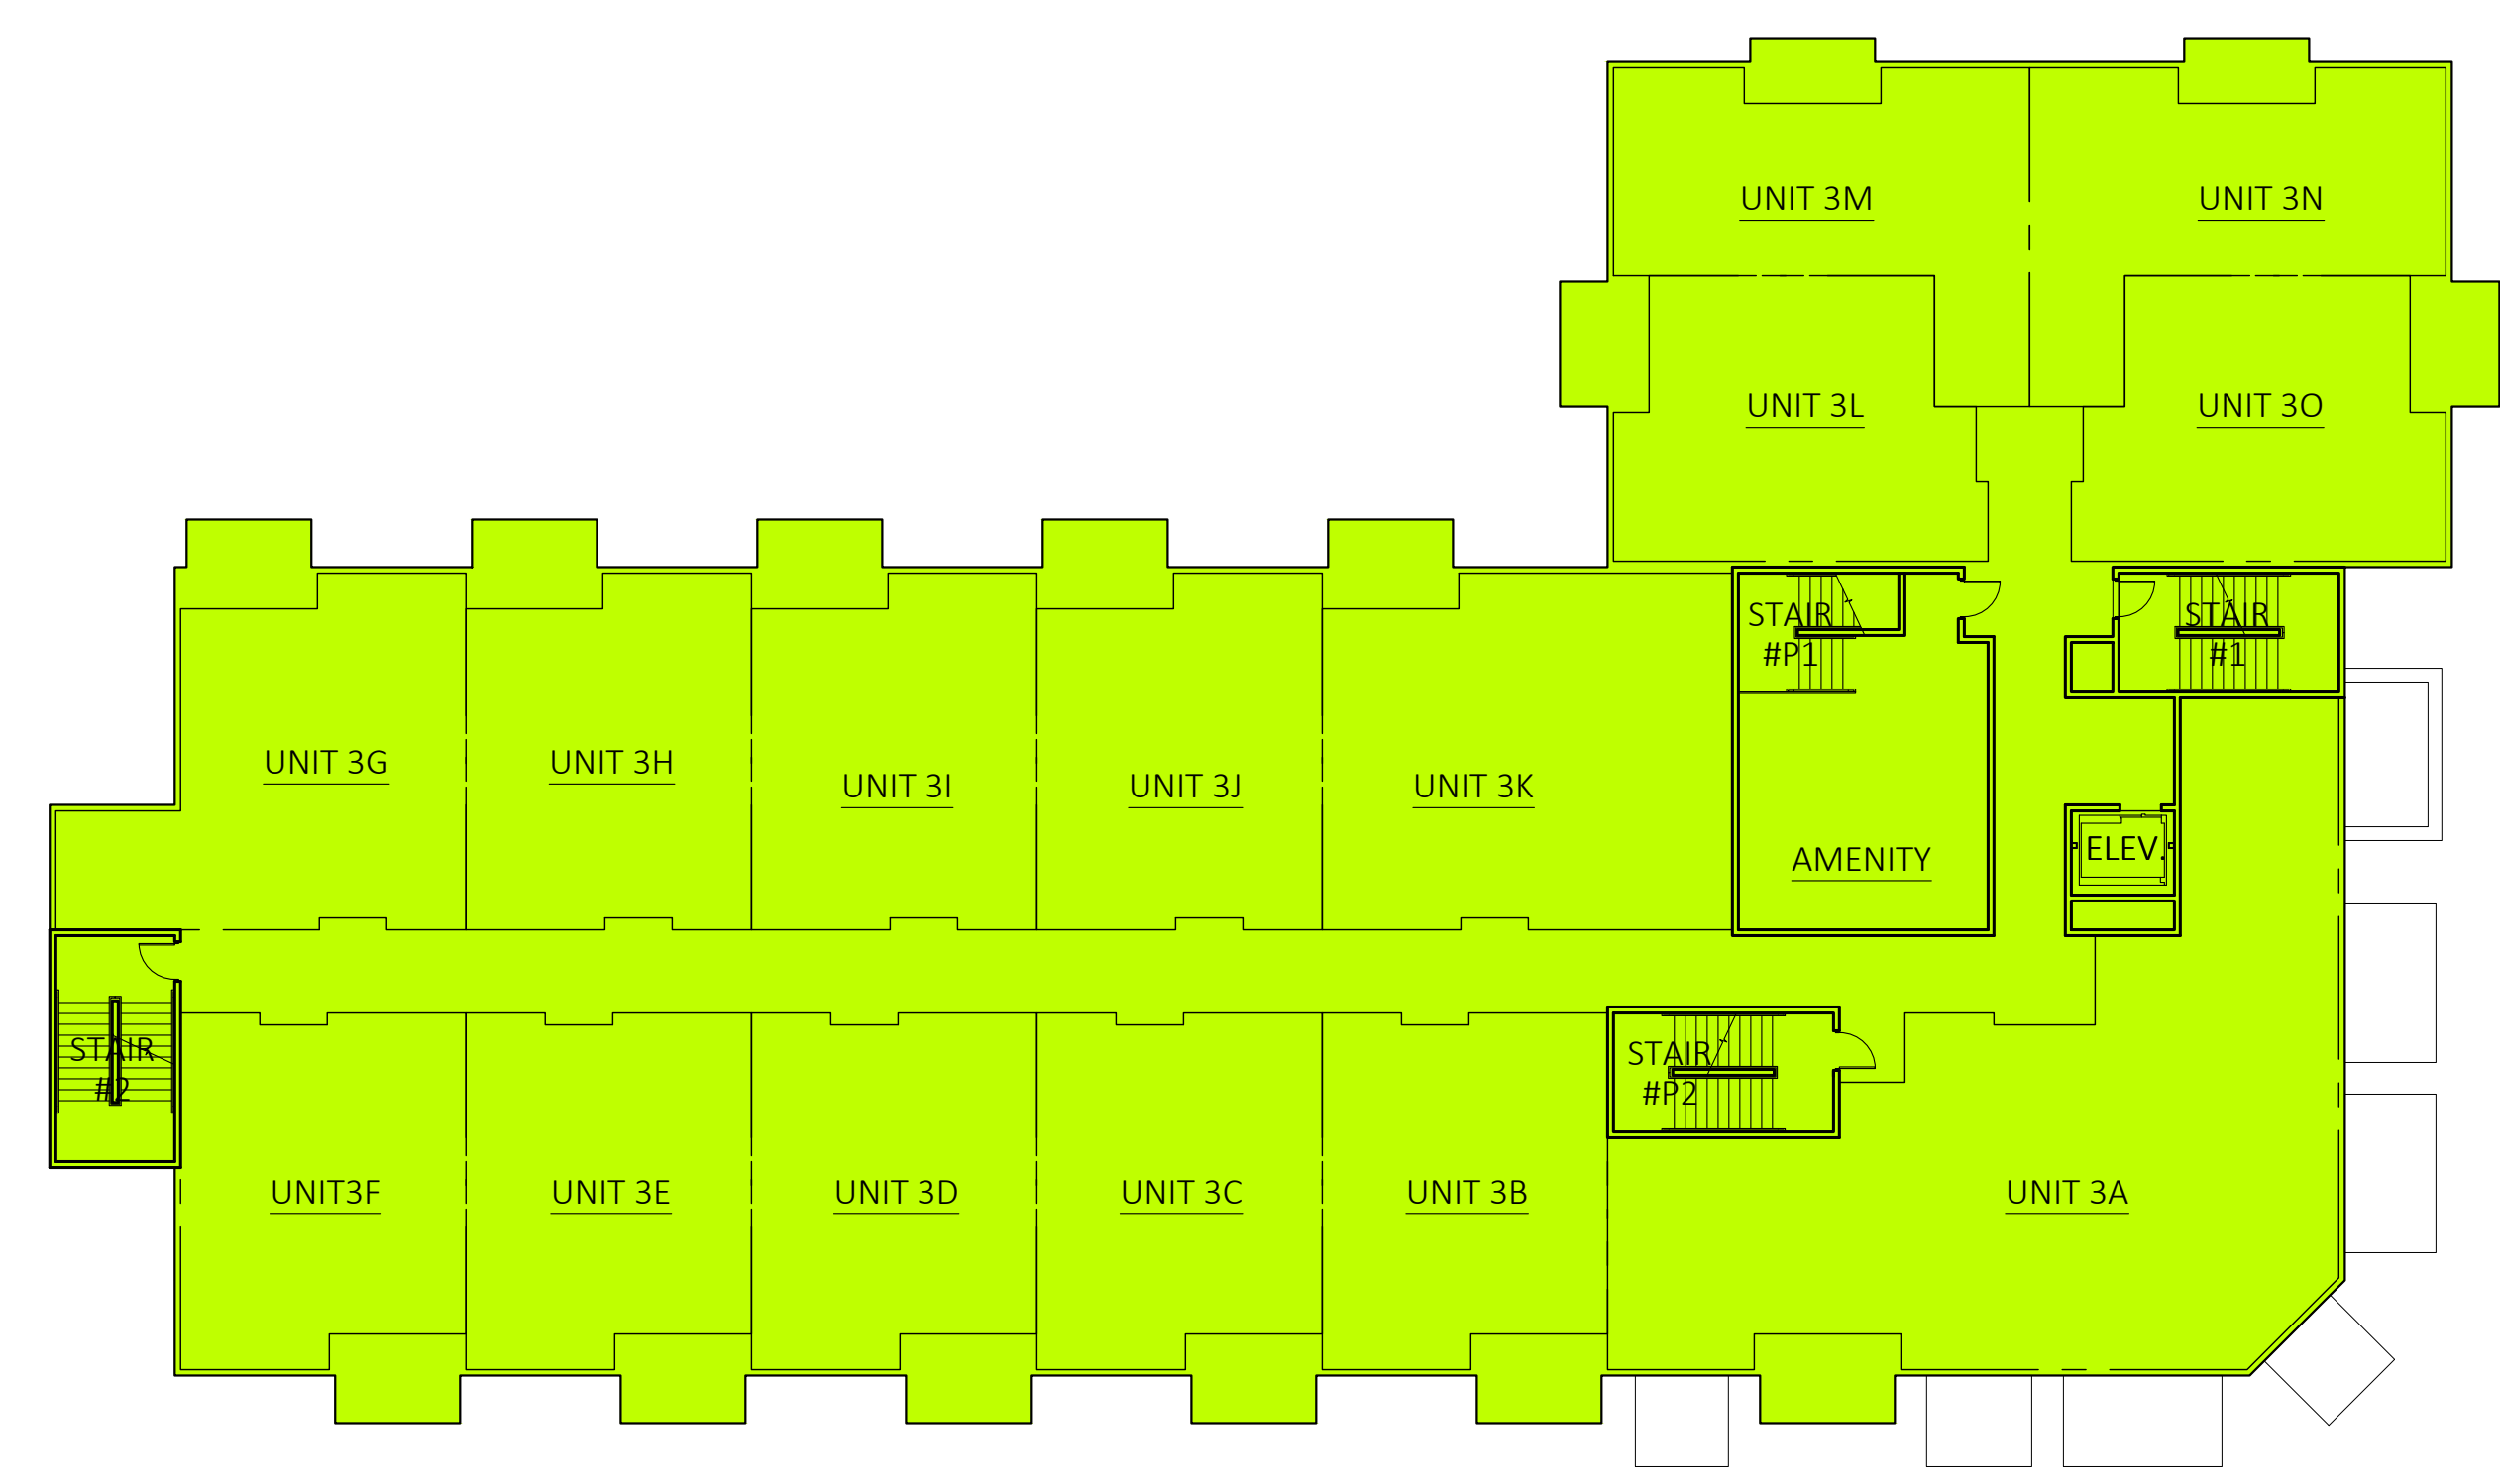 UNIT 3M
UNIT 3N
UNIT 3L
UNIT 3O
STAIR
#P1
STAIR
#1
UNIT 3G
UNIT 3H
UNIT 3I
UNIT 3J
UNIT 3K
AMENITY
ELEV.
STAIR
#2
STAIR
#P2
UNIT3F
UNIT 3E
UNIT 3D
UNIT 3C
UNIT 3B
UNIT 3A